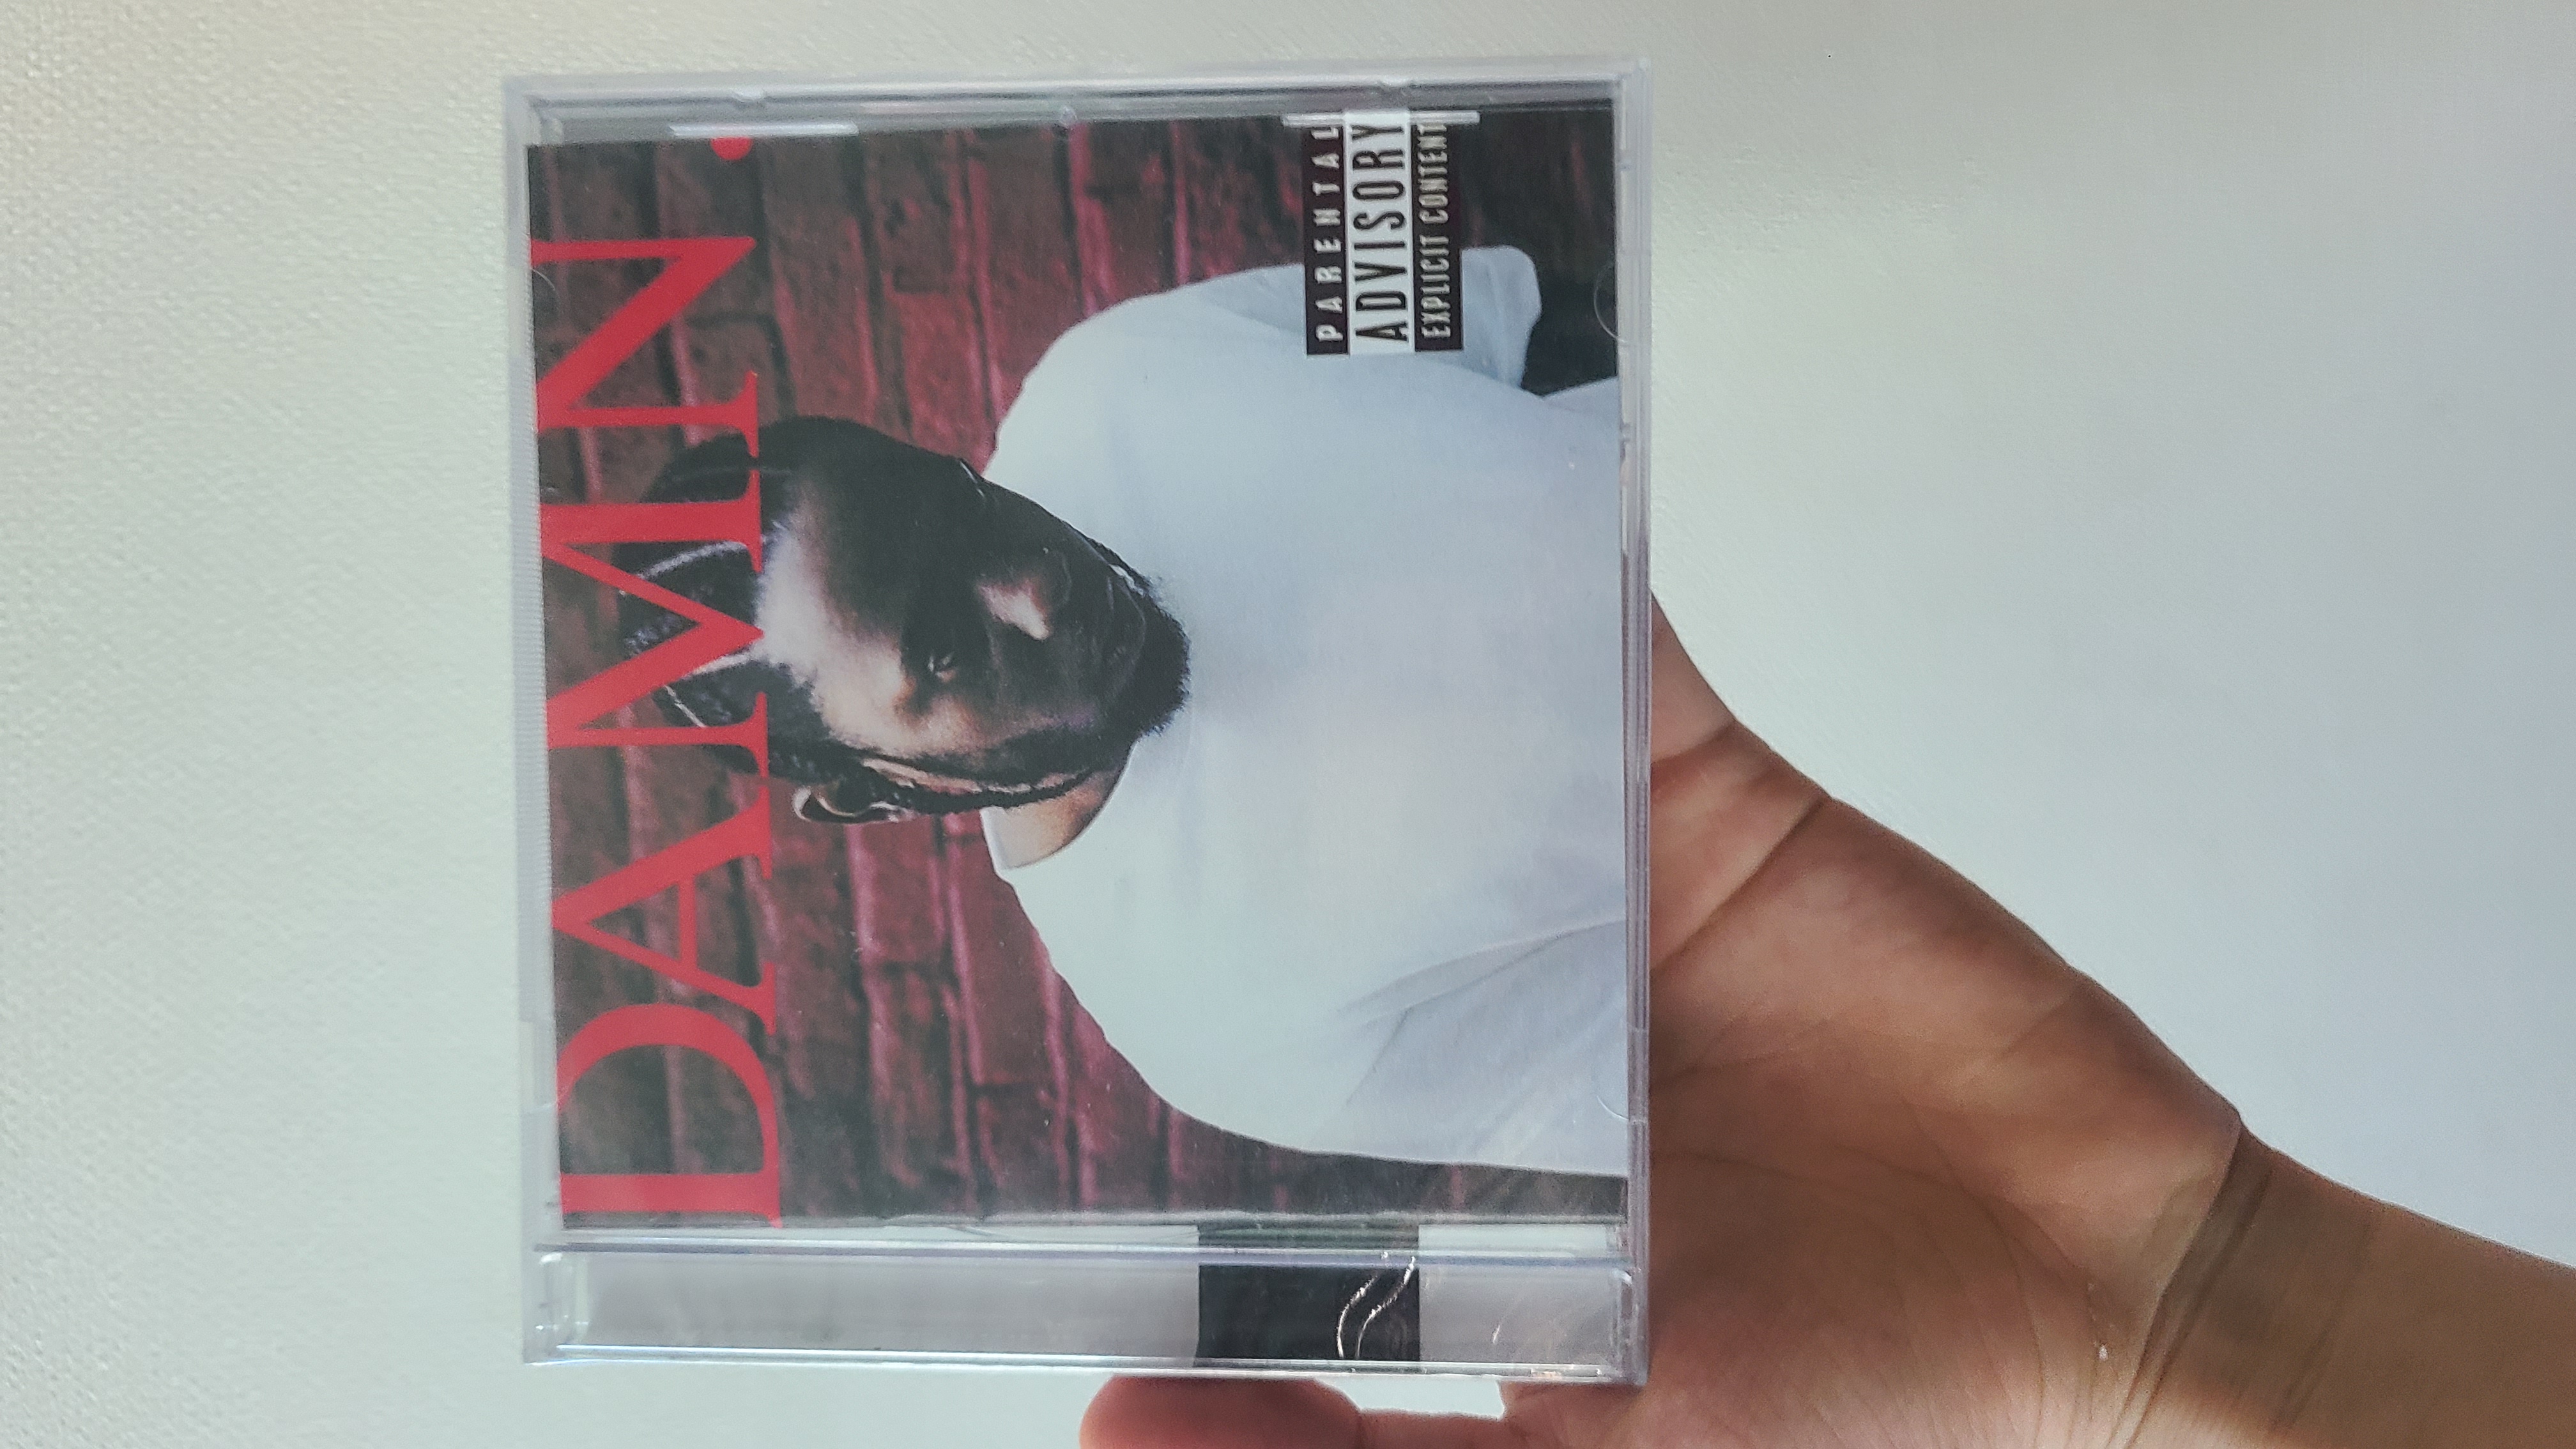 DAMN.
PARENTAL
ADVISORY
EXPLICIT CONTENT